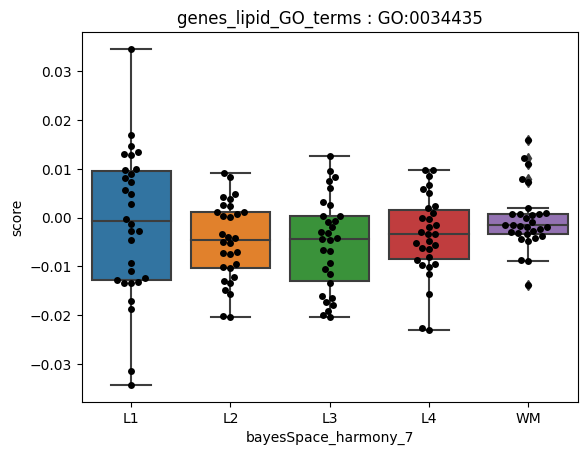 genes_lipid_GO_terms : GO:0034435
0.03
0.02
0.01
0.00
−0.01
−0.02
−0.03
score
L1 L2 L3 L4 WM
bayesSpace_harmony_7